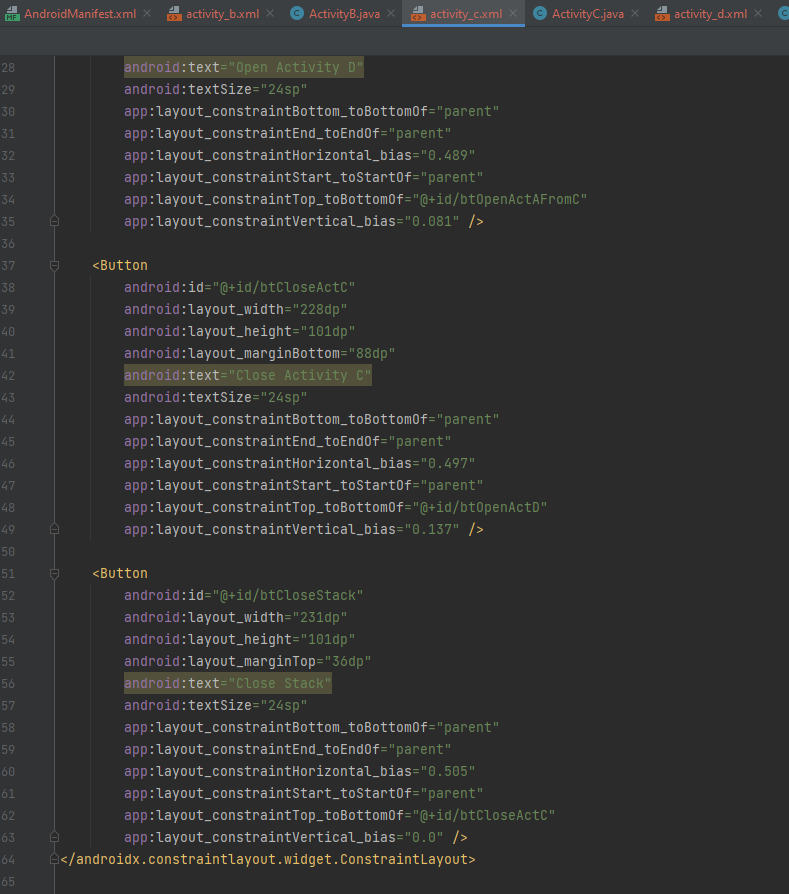 AndroidManifest.xml activity_b.xml ActivityB.java activity_c.xml ActivityC.java activity_d.xml
28 android:text="Open Activity D"
29 android:textSize="24sp"
30 app:layout_constraintBottom_toBottomOf="parent"
31 app:layout_constraintEnd_toEndOf="parent"
32 app:layout_constraintHorizontal_bias="0.489"
33 app:layout_constraintStart_toStartOf="parent"
34 app:layout_constraintTop_toBottomOf="@+id/btOpenActAFromC"
35 app:layout_constraintVertical_bias="0.081" />
36
37 <Button
38 android:id="@+id/btCloseActC"
39 android:layout_width="228dp"
40 android:layout_height="101dp"
41 android:layout_marginBottom="88dp"
42 android:text="Close Activity C"
43 android:textSize="24sp"
44 app:layout_constraintBottom_toBottomOf="parent"
45 app:layout_constraintEnd_toEndOf="parent"
46 app:layout_constraintHorizontal_bias="0.497"
47 app:layout_constraintStart_toStartOf="parent"
48 app:layout_constraintTop_toBottomOf="@+id/btOpenActD"
49 app:layout_constraintVertical_bias="0.137" />
50
51 <Button
52 android:id="@+id/btCloseStack"
53 android:layout_width="231dp"
54 android:layout_height="101dp"
55 android:layout_marginTop="36dp"
56 android:text="Close Stack"
57 android:textSize="24sp"
58 app:layout_constraintBottom_toBottomOf="parent"
59 app:layout_constraintEnd_toEndOf="parent"
60 app:layout_constraintHorizontal_bias="0.505"
61 app:layout_constraintStart_toStartOf="parent"
62 app:layout_constraintTop_toBottomOf="@+id/btCloseActC"
63 app:layout_constraintVertical_bias="0.0" />
64 </androidx.constraintlayout.widget.ConstraintLayout>
65